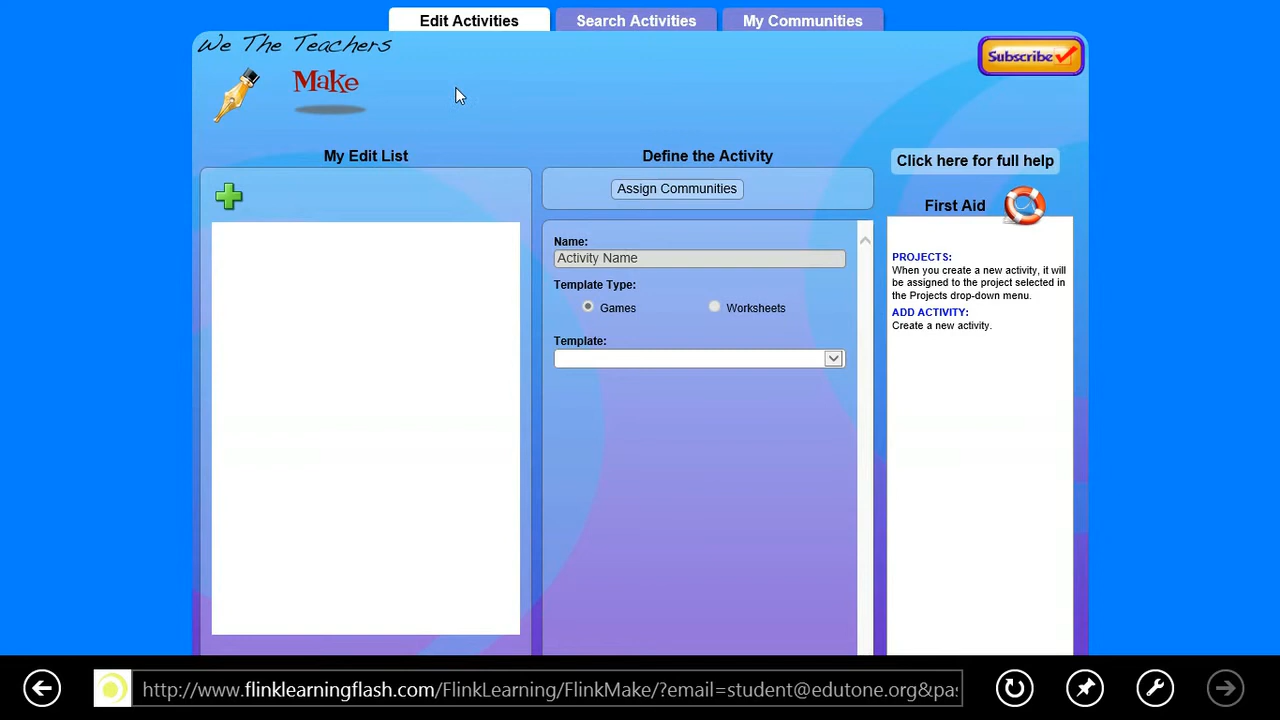 Edit Activities
Search Activities
My Communities
We The Teachers
Make
Subscribe
My Edit List
Define the Activity
Click here for full help
Assign Communities
First Aid
Name:
Activity Name
Template Type:
Games
Worksheets
Template:
PROJECTS:
When you create a new activity, it will
be assigned to the project selected in
the Projects drop-down menu.
ADD ACTIVITY:
Create a new activity.
http://www.flinklearningflash.com/FlinkLearning/FlinkMake/?email=student@edutone.org&pas